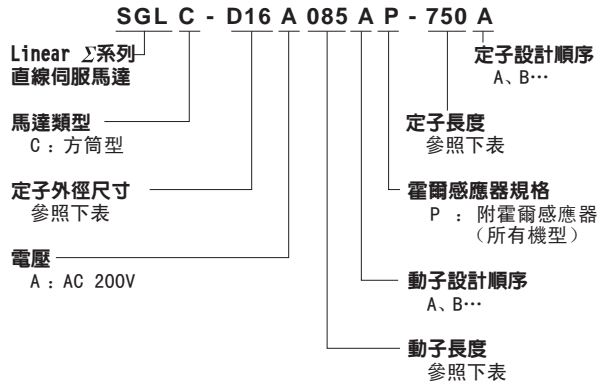 SGL C - D16 A 085 A P - 750 A
Linear Σ系列
直線伺服馬達
馬達類型
C：方筒型
定子外徑尺寸
參照下表
電壓
A：AC 200V
定子設計順序
A、B…
定子長度
參照下表
霍爾感應器規格
P ：附霍爾感應器
（所有機型）
動子設計順序
A、B…
動子長度
參照下表